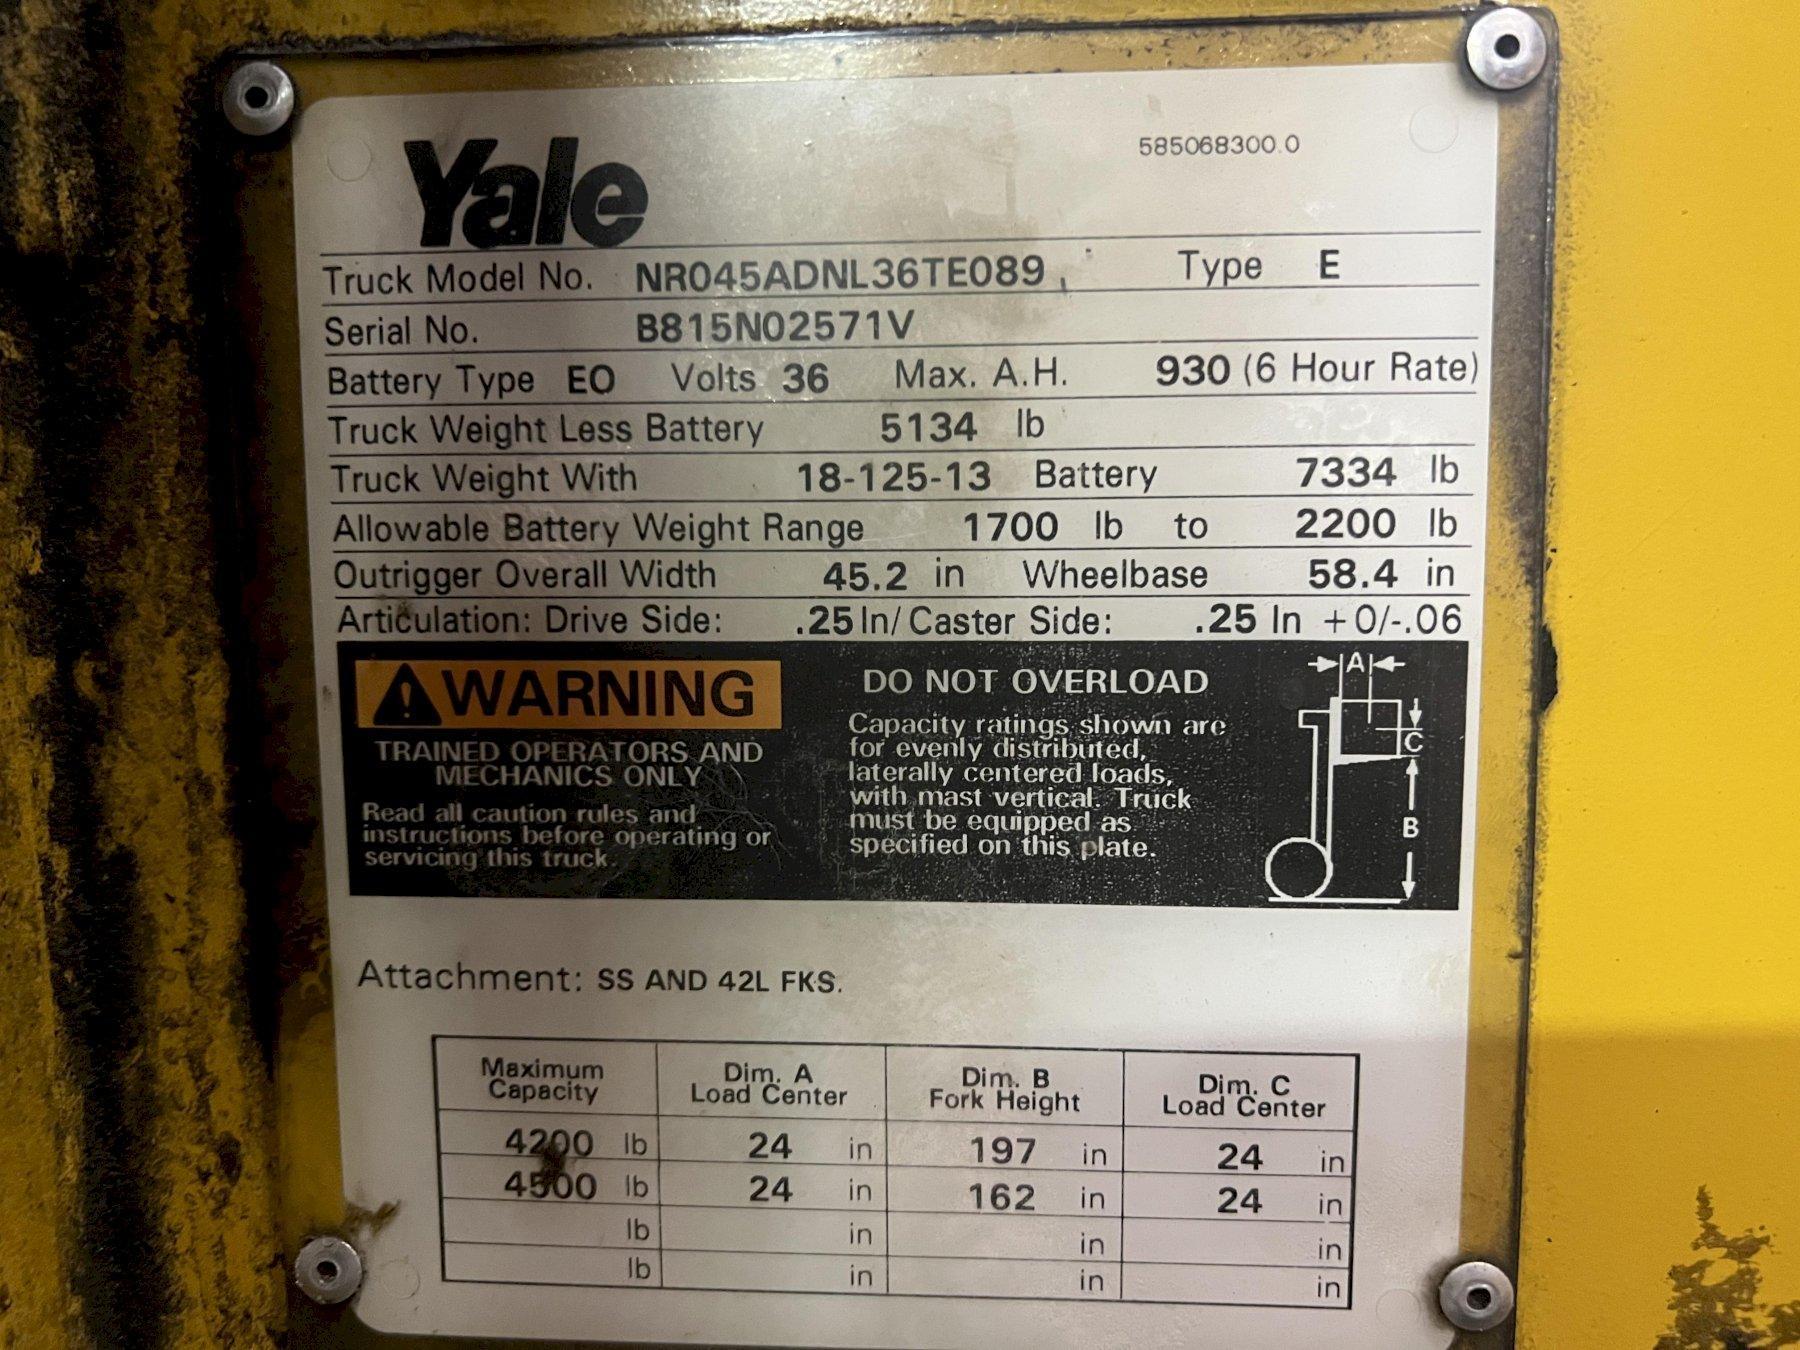 Yale
585068300.0
Truck Model No. NR045ADNL36TE089 Type E
Serial No. B815N02571V
Battery Type EO Volts 36 Max. A.H. 930 (6 Hour Rate)
Truck Weight Less Battery 5134 lb
Truck Weight With 18-125-13 Battery 7334 lb
Allowable Battery Weight Range 1700 lb to 2200 lb
Outrigger Overall Width 45.2 in Wheelbase 58.4 in
Articulation: Drive Side: .25 In/ Caster Side: .25 In +0/-.06
WARNING
TRAINED OPERATORS AND
MECHANICS ONLY
Read all caution rules and
instructions before operating or
servicing this truck.
DO NOT OVERLOAD
Capacity ratings shown are
for evenly distributed,
laterally centered loads,
with mast vertical. Truck
must be equipped as
specified on this plate.
A
C
B
Attachment: SS AND 42L FKS.
Maximum
Capacity
Dim. A
Load Center
Dim. B
Fork Height
Dim. C
Load Center
4200 lb 24 in 197 in 24 in
4500 lb 24 in 162 in 24 in
lb in in in
lb in in in